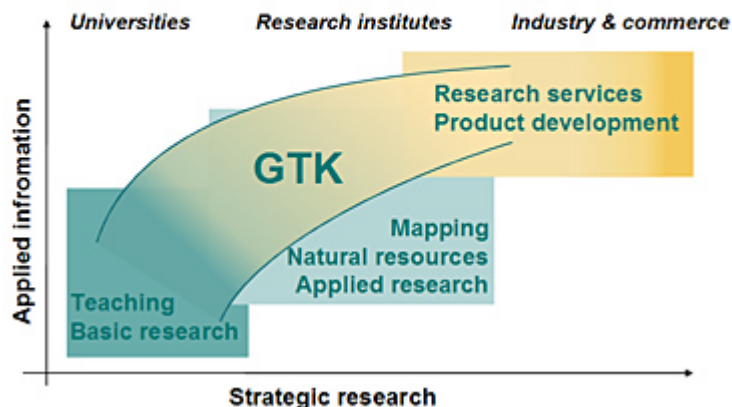 Universities Research institutes Industry & commerce
Research services
Product development
GTK
Mapping
Natural resources
Applied research
Teaching
Basic research
Applied infromation
Strategic research